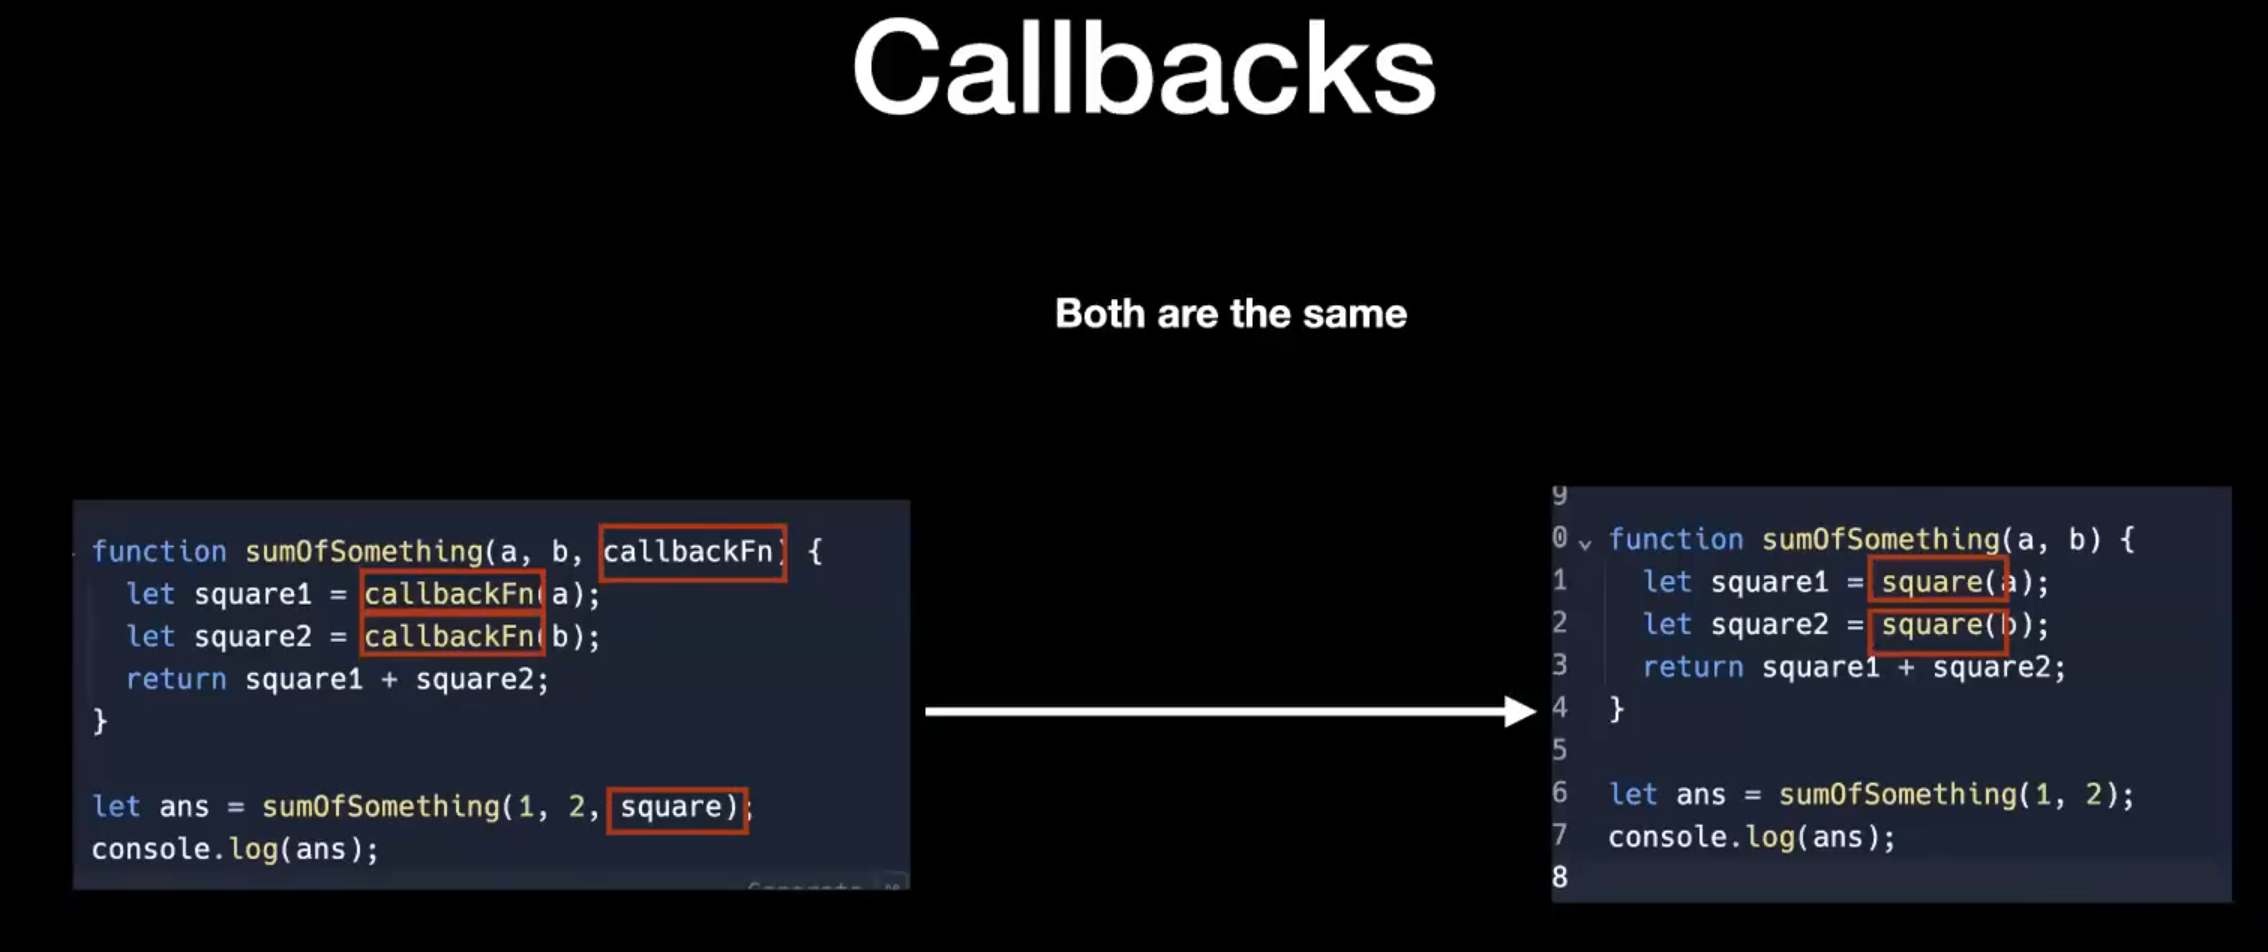 Callbacks
Both are the same
function sumOfSomething(a, b, callbackFn) {
let square1 = callbackFn(a);
let square2 = callbackFn(b);
return square1 + square2;
}
let ans = sumOfSomething(1, 2, square);
console.log(ans);
9
0 function sumOfSomething(a, b) {
1 let square1 = square(a);
2 let square2 = square(b);
3 return square1 + square2;
4 }
5
6 let ans = sumOfSomething(1, 2);
7 console.log(ans);
8